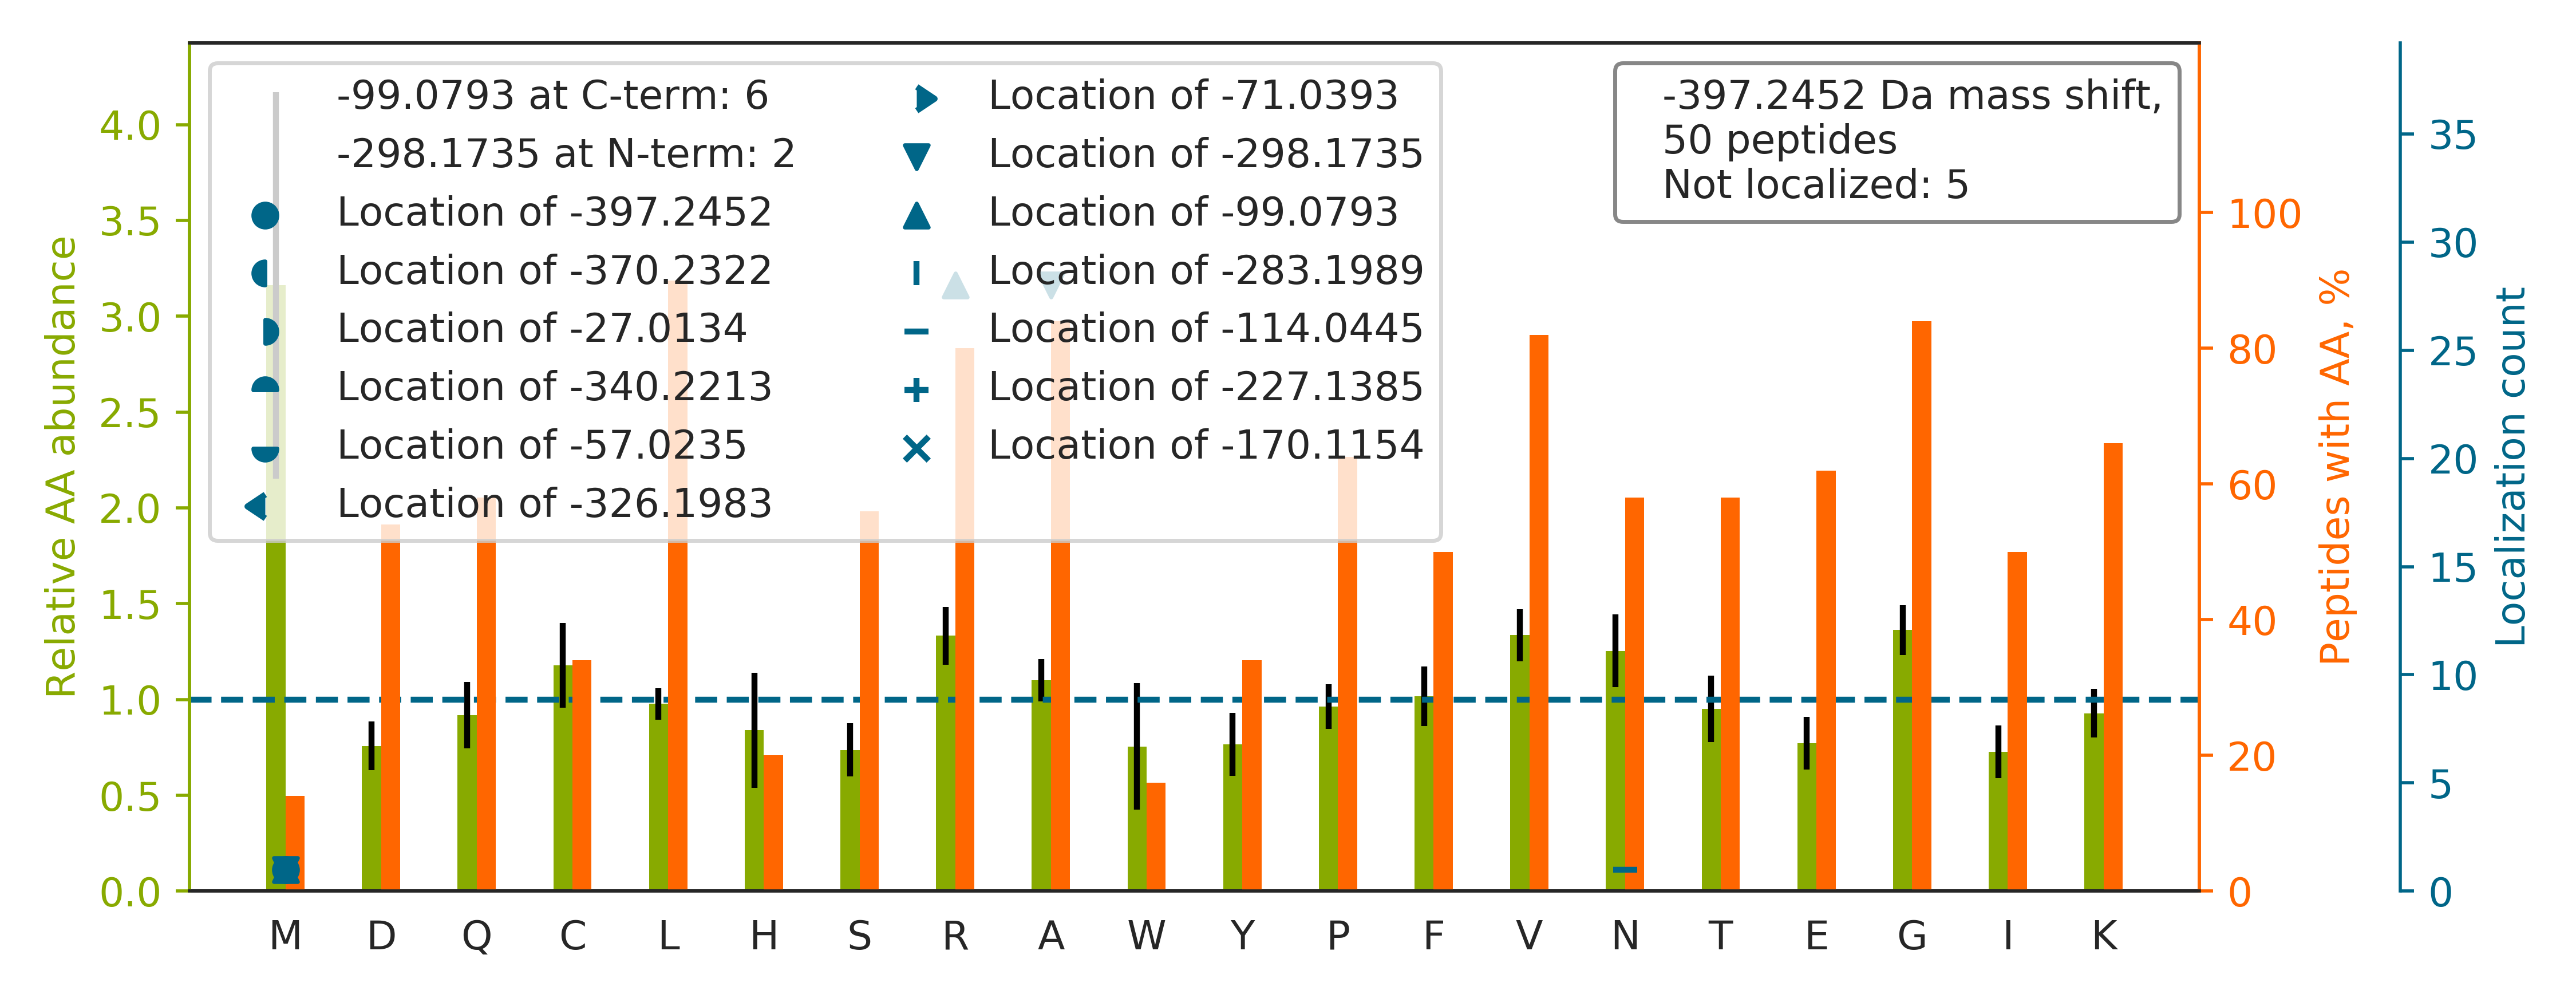 -99.0793 at C-term: 6
-298.1735 at N-term: 2
Location of -397.2452
Location of -370.2322
Location of -27.0134
Location of -340.2213
Location of -57.0235
Location of -326.1983
Location of -71.0393
Location of -298.1735
Location of -99.0793
Location of -283.1989
Location of -114.0445
Location of -227.1385
Location of -170.1154
-397.2452 Da mass shift,
50 peptides
Not localized: 5
Relative AA abundance
4.0
3.5
3.0
2.5
2.0
1.5
1.0
0.5
0.0
M D Q C L H S R A W Y P F V N T E G I K
100
80
60
40
20
0
Peptides with AA, %
35
30
25
20
15
10
5
0
Localization count